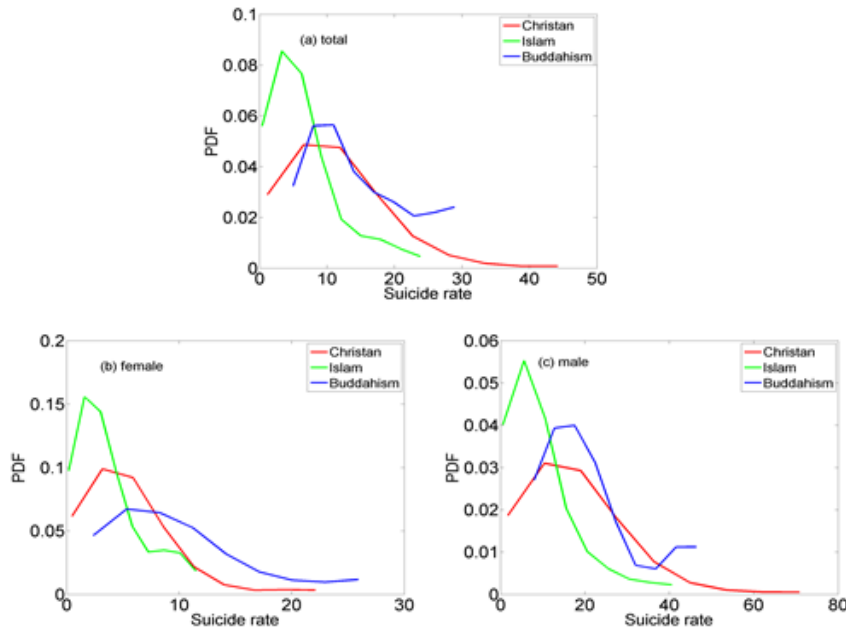 0.1
(a) total
Christan
Islam
Buddahism
0.08
0.06
0.04
0.02
0
PDF
0 10 20 30 40 50
Suicide rate
0.2
(b) female
Christan
Islam
Buddahism
0.15
0.1
0.05
0
PDF
0 10 20 30
Suicide rate
0.06
(c) male
Christan
Islam
Buddahism
0.05
0.04
0.03
0.02
0.01
0
PDF
0 20 40 60 80
Suicide rate